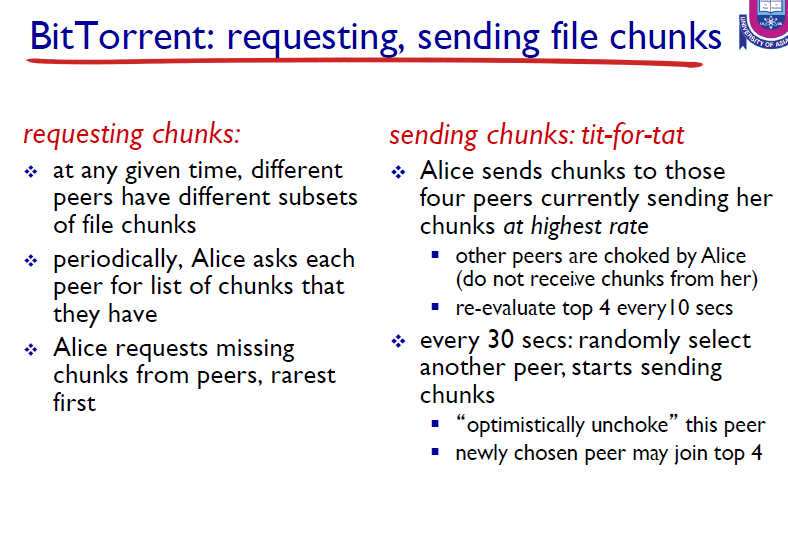 BitTorrent: requesting, sending file chunks
UNIVERSITY OF ASIA
requesting chunks:
at any given time, different
peers have different subsets
of file chunks
periodically, Alice asks each
peer for list of chunks that
they have
Alice requests missing
chunks from peers, rarest
first
sending chunks: tit-for-tat
Alice sends chunks to those
four peers currently sending her
chunks at highest rate
other peers are choked by Alice
(do not receive chunks from her)
re-evaluate top 4 every10 secs
every 30 secs: randomly select
another peer, starts sending
chunks
“optimistically unchoke” this peer
newly chosen peer may join top 4